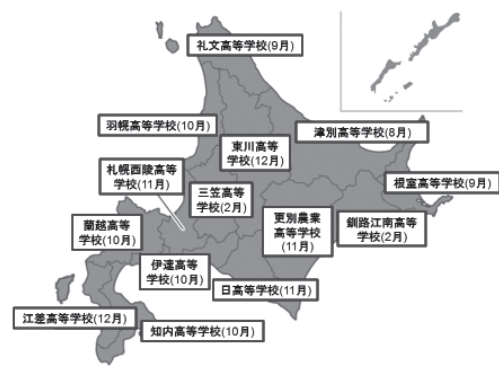 礼文高等学校(9月)
羽幌高等学校(10月)
津別高等学校(8月)
東川高等
学校(12月)
札幌西陵高等
学校(11月)
三笠高等
学校(2月)
根室高等学校(9月)
蘭越高等
学校(10月)
更別農業
高等学校
(11月)
釧路江南高等
学校(2月)
伊達高等
学校(10月)
日高等学校(11月)
江差高等学校(12月)
知内高等学校(10月)